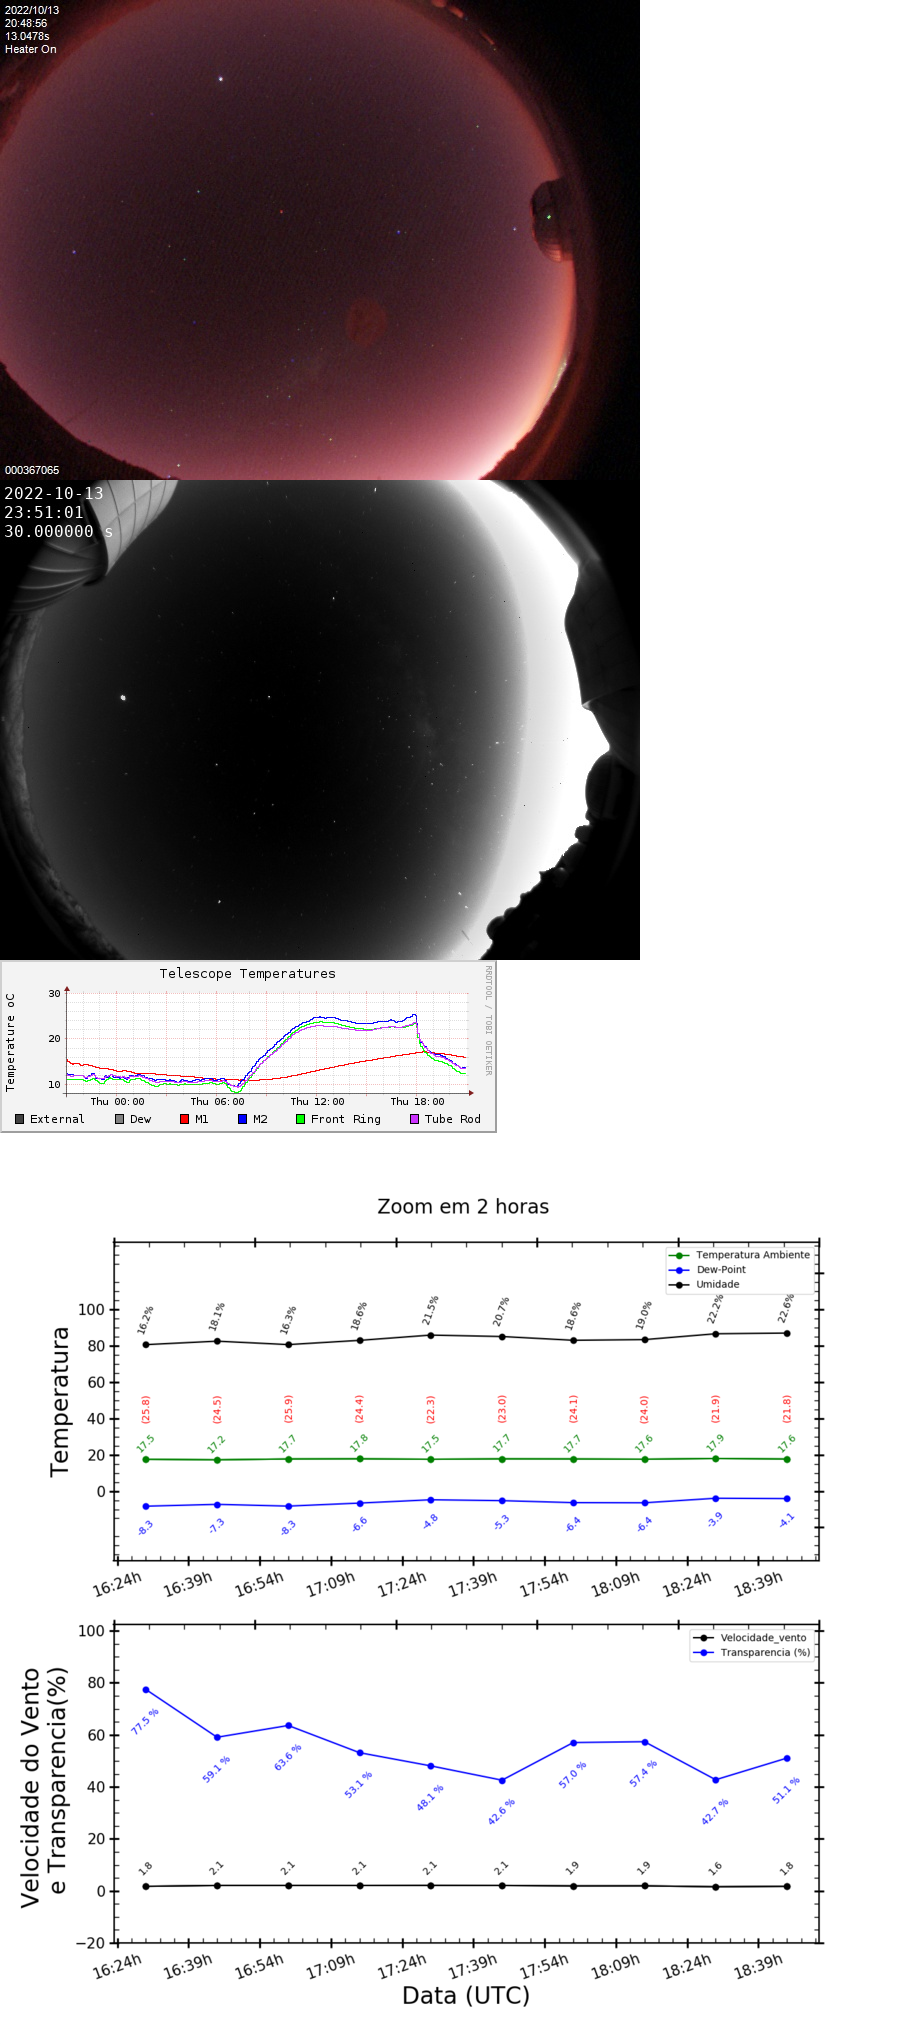 2022/10/13
20:48:56
13.0478s
Heater On
000367065
2022-10-13
23:51:01
30.000000 s
Telescope Temperatures
RRDTOOL / TOBI OETIKER
Temperature oC
30
20
10
Thu 00:00 Thu 06:00 Thu 12:00 Thu 18:00
External Dew M1 M2 Front Ring Tube Rod
Zoom em 2 horas
Temperatura Ambiente
Dew-Point
Umidade
Temperatura
100
80
60
40
20
0
16.2% 18.1% 16.3% 18.6% 21.5% 20.7% 18.6% 19.0% 22.2% 22.6%
(25.8) (24.5) (25.9) (24.4) (22.3) (23.0) (24.1) (24.0) (21.9) (21.8)
17.5 17.2 17.7 17.8 17.5 17.7 17.7 17.6 17.9 17.6
-8.3 -7.3 -8.3 -6.6 -4.8 -5.3 -6.4 -6.4 -3.9 -4.1
16:24h 16:39h 16:54h 17:09h 17:24h 17:39h 17:54h 18:09h 18:24h 18:39h
Velocidade_vento
Transparencia (%)
Velocidade do Vento
e Transparencia(%)
100
80
60
40
20
0
−20
77.5 % 59.1 % 63.6 % 53.1 % 48.1 % 42.6 % 57.0 % 57.4 % 42.7 % 51.1 %
1.8 2.1 2.1 2.1 2.1 2.1 1.9 1.9 1.6 1.8
16:24h 16:39h 16:54h 17:09h 17:24h 17:39h 17:54h 18:09h 18:24h 18:39h
Data (UTC)